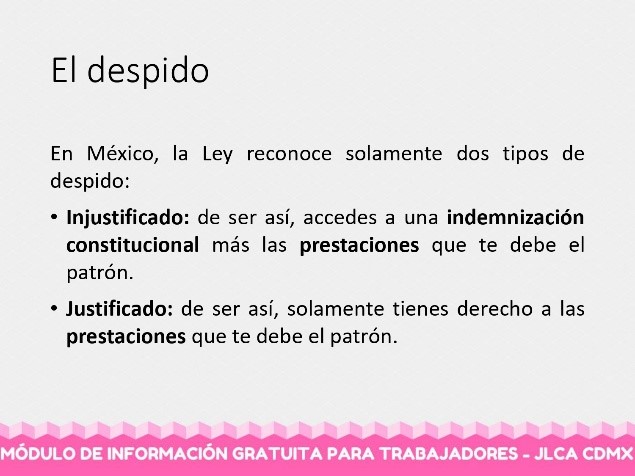 El despido
En México, la Ley reconoce solamente dos tipos de
despido:
• Injustificado: de ser así, accedes a una indemnización
constitucional más las prestaciones que te debe el
patrón.
• Justificado: de ser así, solamente tienes derecho a las
prestaciones que te debe el patrón.
MÓDULO DE INFORMACIÓN GRATUITA PARA TRABAJADORES - JLCA CDMX